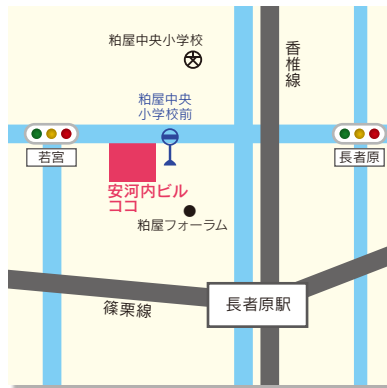 粕屋中央小学校
香椎線
粕屋中央
小学校前
若宮
長者原
安河内ビル
ココ
粕屋フォーラム
長者原駅
篠栗線